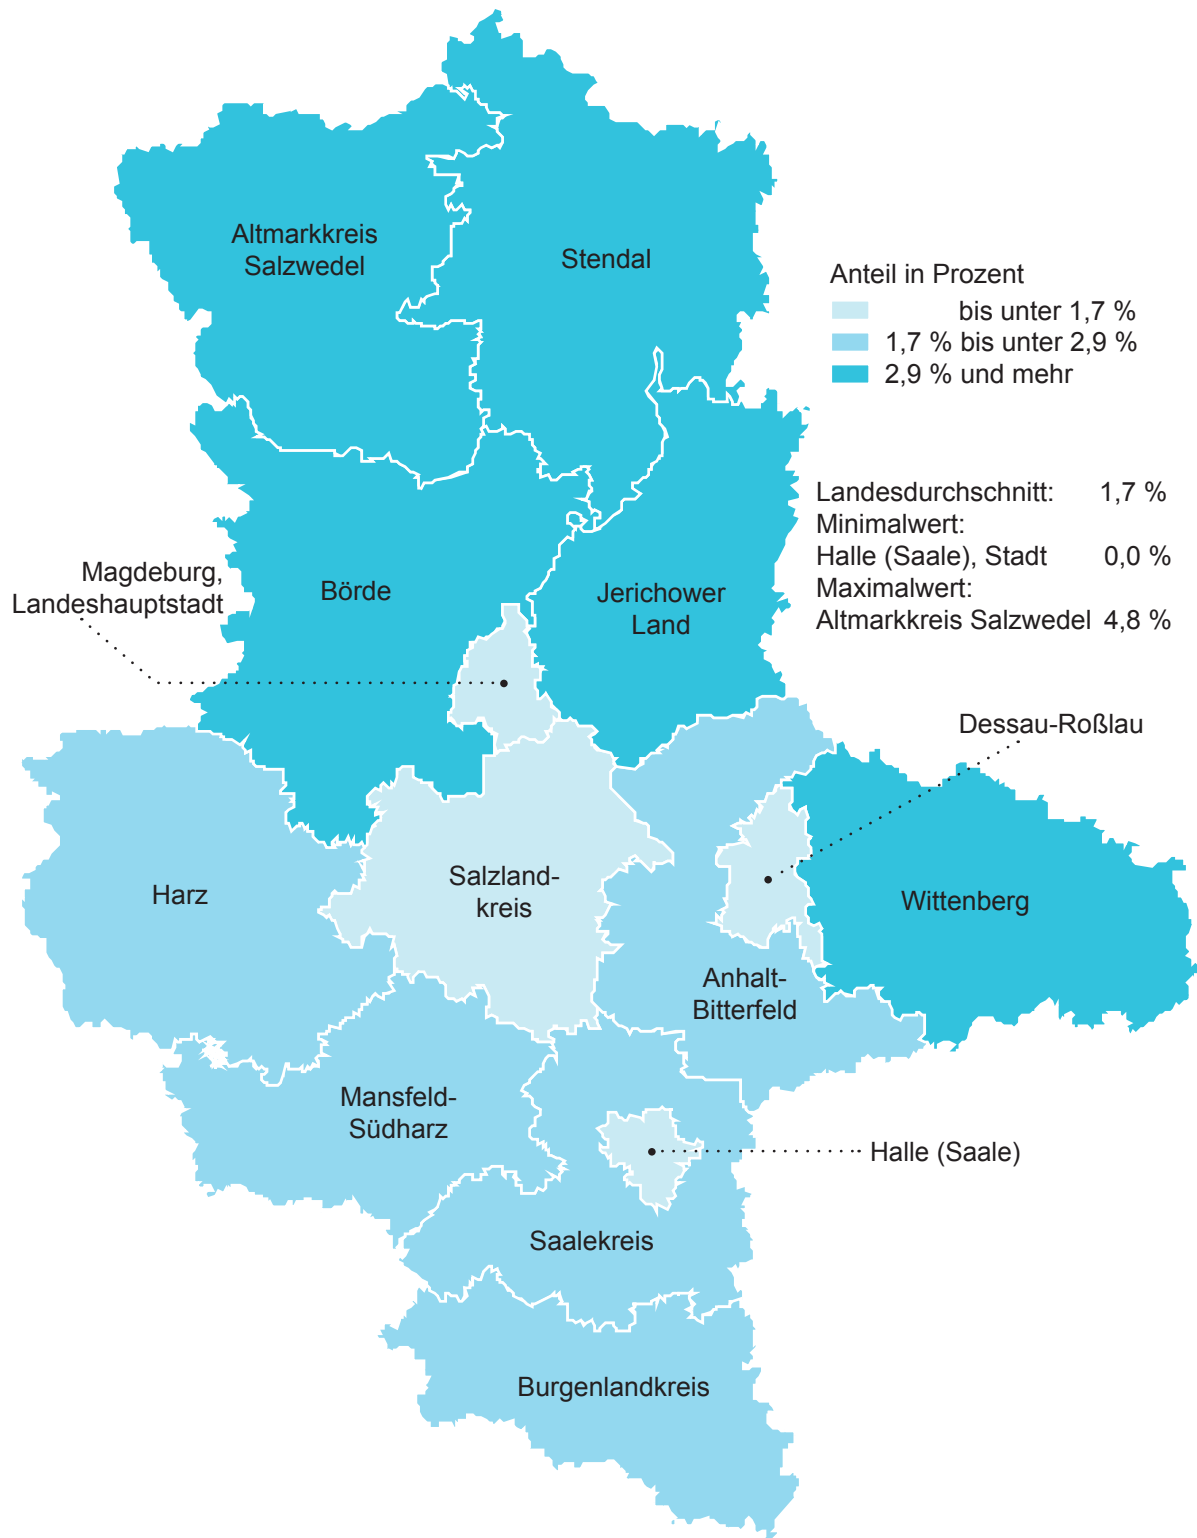 Altmarkkreis
Salzwedel
Stendal
Anteil in Prozent
bis unter 1,7 %
1,7 % bis unter 2,9 %
2,9 % und mehr
Landesdurchschnitt: 1,7 %
Minimalwert:
Halle (Saale), Stadt 0,0 %
Maximalwert:
Altmarkkreis Salzwedel 4,8 %
Magdeburg,
Landeshauptstadt
Börde
Jerichower
Land
Dessau-Roßlau
Harz
Salzland-
kreis
Wittenberg
Anhalt-
Bitterfeld
Mansfeld-
Südharz
Halle (Saale)
Saalekreis
Burgenlandkreis